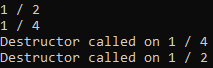 1 / 2
1 / 4
Destructor called on 1 / 4
Destructor called on 1 / 2